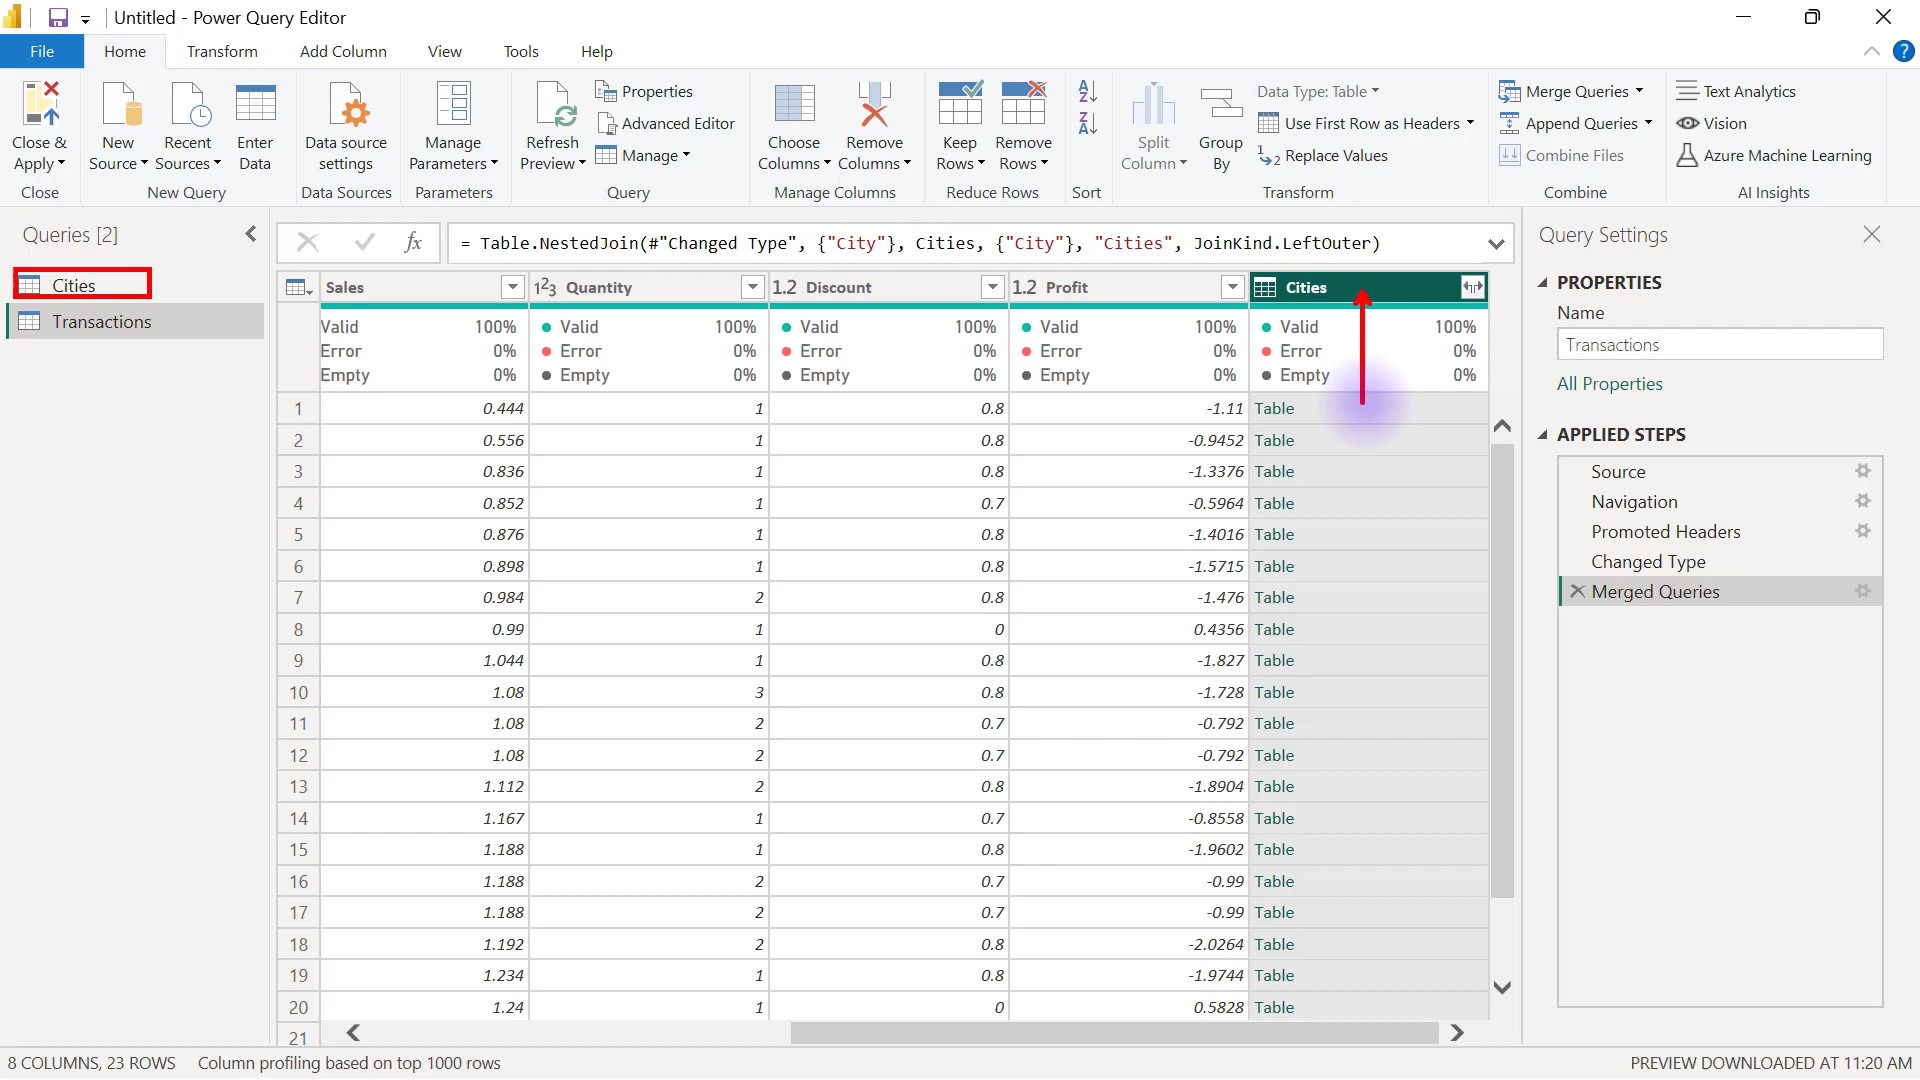 Untitled - Power Query Editor
File Home Transform Add Column View Tools Help
?
Close & Apply
Close
New Source
Recent Sources
Enter Data
New Query
Data source settings
Data Sources
Manage Parameters
Parameters
Refresh Preview
Properties
Advanced Editor
Manage
Query
Choose Columns
Remove Columns
Manage Columns
Keep Rows
Remove Rows
Reduce Rows
Sort
Split Column
Group By
Data Type: Table
Use First Row as Headers
Replace Values
Transform
Merge Queries
Append Queries
Combine Files
Combine
Text Analytics
Vision
Azure Machine Learning
AI Insights
Queries [2]
Cities
Transactions
fx
= Table.NestedJoin(#"Changed Type", {"City"}, Cities, {"City"}, "Cities", JoinKind.LeftOuter)
Sales 1²3 Quantity 1.2 Discount 1.2 Profit Cities
Valid 100% Valid 100% Valid 100% Valid 100% Valid 100%
Error 0% Error 0% Error 0% Error 0% Error 0%
Empty 0% Empty 0% Empty 0% Empty 0% Empty 0%
1 0.444 1 0.8 -1.11 Table
2 0.556 1 0.8 -0.9452 Table
3 0.836 1 0.8 -1.3376 Table
4 0.852 1 0.7 -0.5964 Table
5 0.876 1 0.8 -1.4016 Table
6 0.898 1 0.8 -1.5715 Table
7 0.984 2 0.8 -1.476 Table
8 0.99 1 0 0.4356 Table
9 1.044 1 0.8 -1.827 Table
10 1.08 3 0.8 -1.728 Table
11 1.08 2 0.7 -0.792 Table
12 1.08 2 0.7 -0.792 Table
13 1.112 2 0.8 -1.8904 Table
14 1.167 1 0.7 -0.8558 Table
15 1.188 1 0.8 -1.9602 Table
16 1.188 2 0.7 -0.99 Table
17 1.188 2 0.7 -0.99 Table
18 1.192 2 0.8 -2.0264 Table
19 1.234 1 0.8 -1.9744 Table
20 1.24 1 0 0.5828 Table
21
Query Settings
PROPERTIES
Name
Transactions
All Properties
APPLIED STEPS
Source
Navigation
Promoted Headers
Changed Type
Merged Queries
8 COLUMNS, 23 ROWS Column profiling based on top 1000 rows
PREVIEW DOWNLOADED AT 11:20 AM